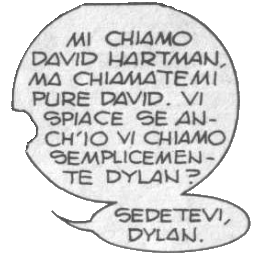 MI CHIAMO
DAVID HARTMAN,
MA CHIAMATEMI
PURE DAVID. VI
SPIACE SE AN-
CH'IO VI CHIAMO
SEMPLICEMEN-
TE DYLAN?
SEDETEVI,
DYLAN.